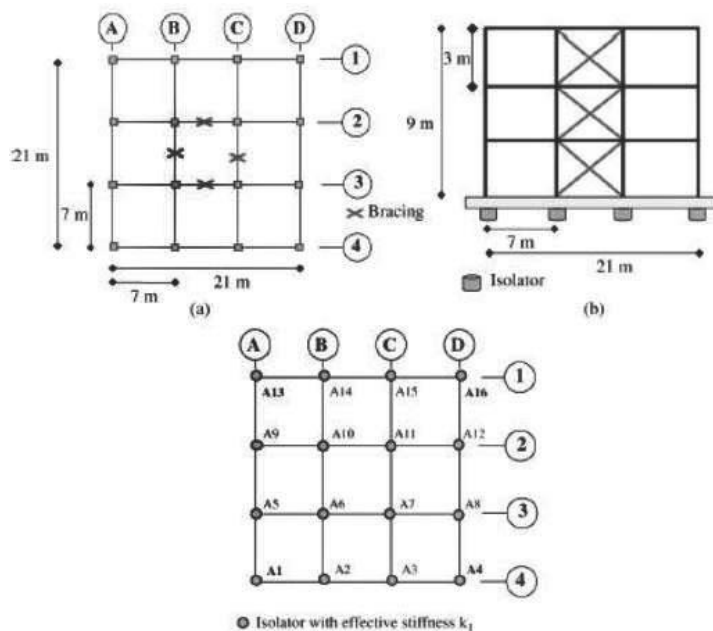 A B C D
1
2
21 m
3
7 m
Bracing
4
21 m
7 m
(a)
3 m
9 m
7 m
21 m
Isolator
(b)
A B C D
1
A13 A14 A15 A16
2
A9 A10 A11 A12
3
A5 A6 A7 A8
A1 A2 A3 A4
4
Isolator with effective stiffness k₁